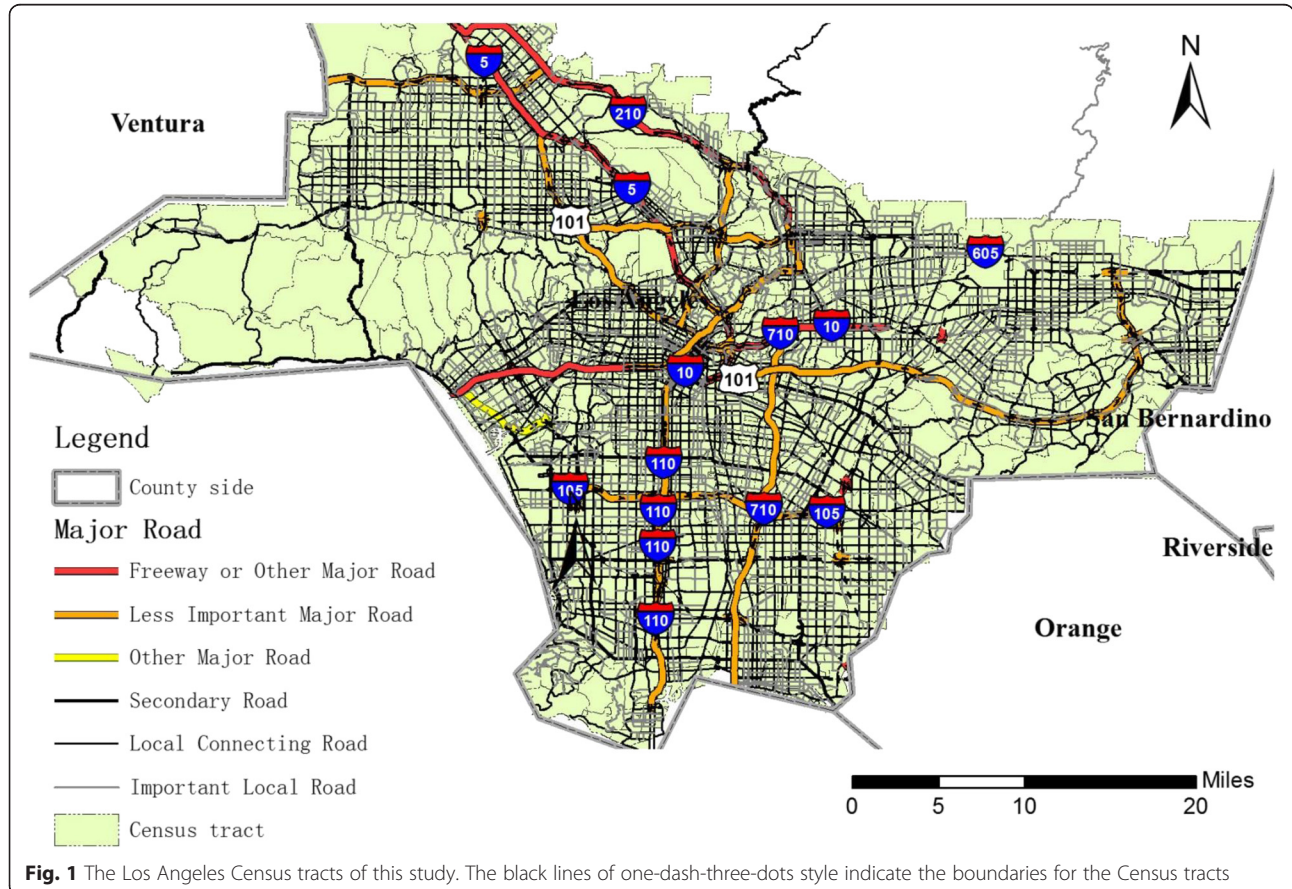 N
5
210
Ventura
5
101
605
Los Angeles
710
10
10
101
Legend
San Bernardino
110
County side
105
110
710
105
Major Road
110
Riverside
Freeway or Other Major Road
Less Important Major Road
110
Orange
Other Major Road
Secondary Road
Local Connecting Road
Important Local Road
Miles
0 5 10 20
Census tract
Fig. 1 The Los Angeles Census tracts of this study. The black lines of one-dash-three-dots style indicate the boundaries for the Census tracts